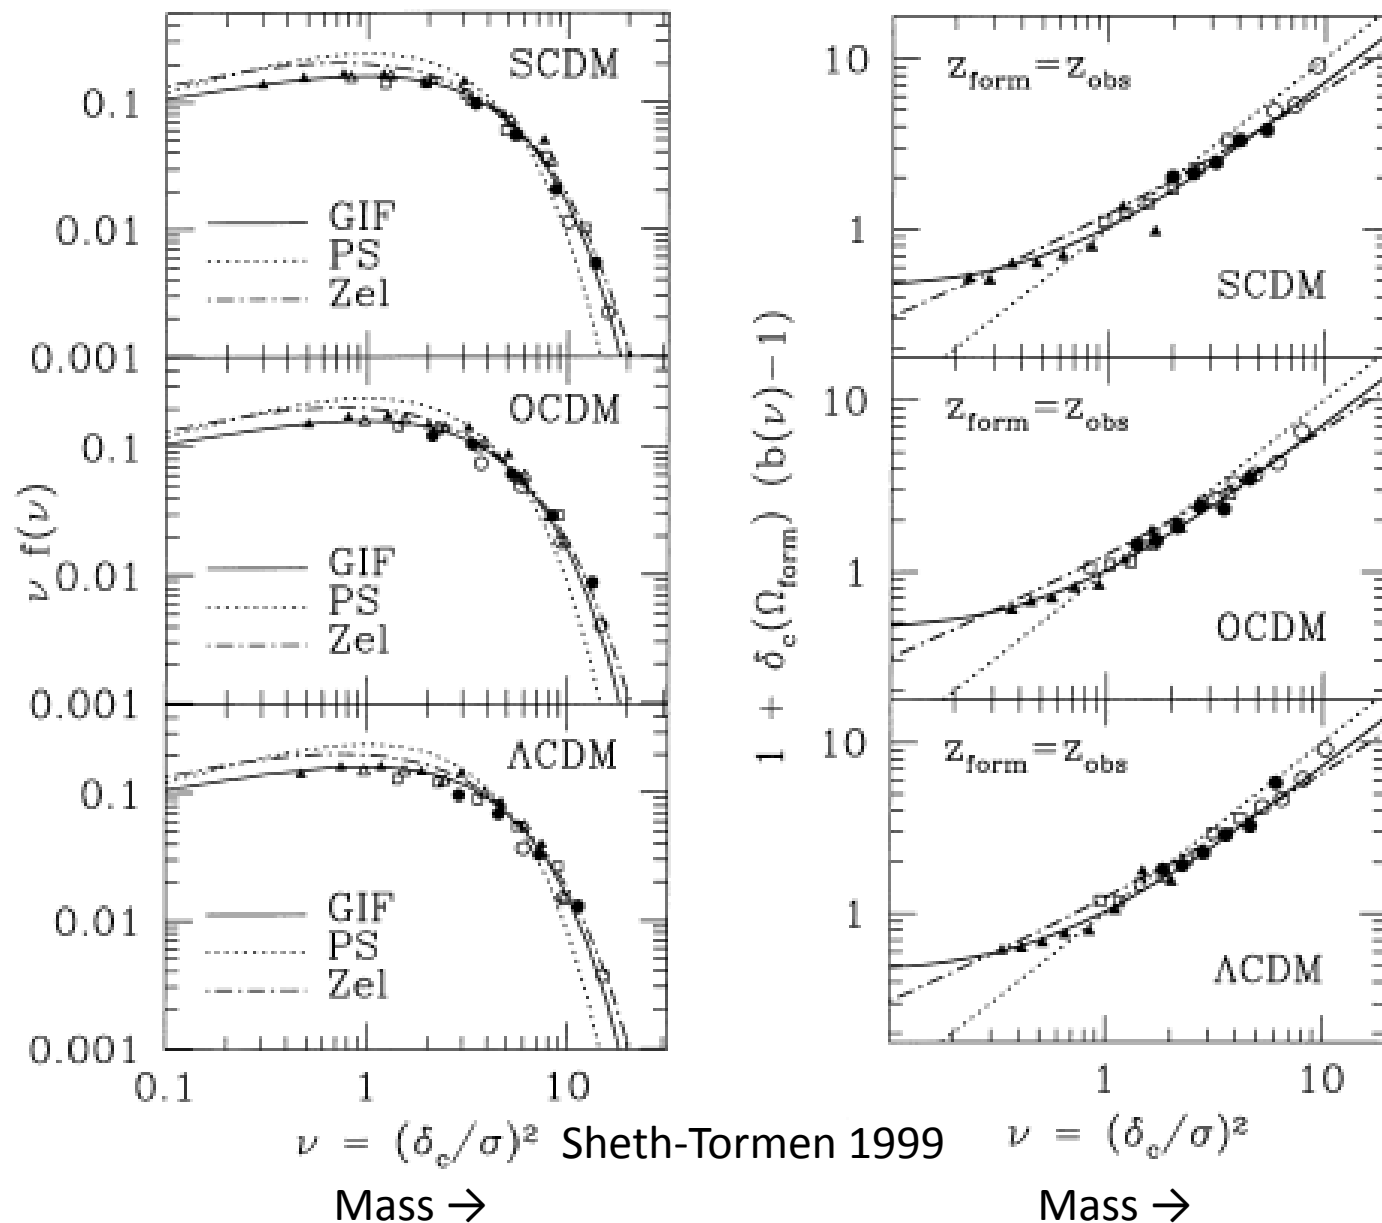 SCDM
0.1
GIF
0.01
PS
Zel
0.001
OCDM
0.1
GIF
0.01
PS
Zel
0.001
ΛCDM
0.1
GIF
0.01
PS
Zel
0.001
0.1 1 10
ν f(ν)
ν = (δc/σ)²
Mass →
10
z_form=z_obs
1
SCDM
10
z_form=z_obs
1
OCDM
10
z_form=z_obs
1
ΛCDM
1 10
1 + δc(Ω_form) (b(ν)−1)
ν = (δc/σ)²
Mass →
Sheth-Tormen 1999